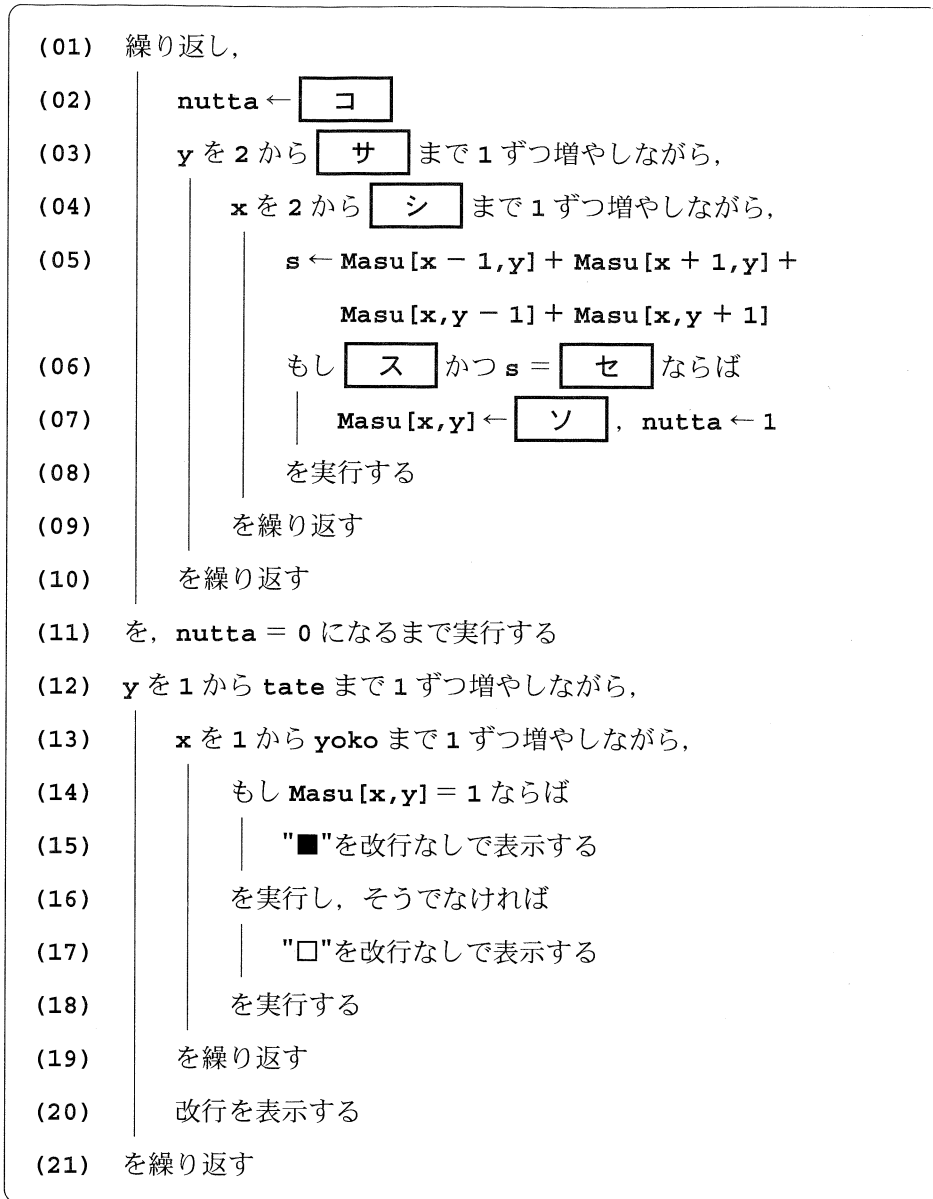 (01) 繰り返し,
(02) nutta ← コ
(03) y を 2 から サ まで 1 ずつ増やしながら,
(04) x を 2 から シ まで 1 ずつ増やしながら,
(05) s ← Masu[x − 1,y] + Masu[x + 1,y] +
Masu[x,y − 1] + Masu[x,y + 1]
(06) もし ス かつ s = セ ならば
(07) Masu[x,y] ← ソ , nutta ← 1
(08) を実行する
(09) を繰り返す
(10) を繰り返す
(11) を, nutta = 0 になるまで実行する
(12) y を 1 から tate まで 1 ずつ増やしながら,
(13) x を 1 から yoko まで 1 ずつ増やしながら,
(14) もし Masu[x,y] = 1 ならば
(15) "■"を改行なしで表示する
(16) を実行し, そうでなければ
(17) "□"を改行なしで表示する
(18) を実行する
(19) を繰り返す
(20) 改行を表示する
(21) を繰り返す